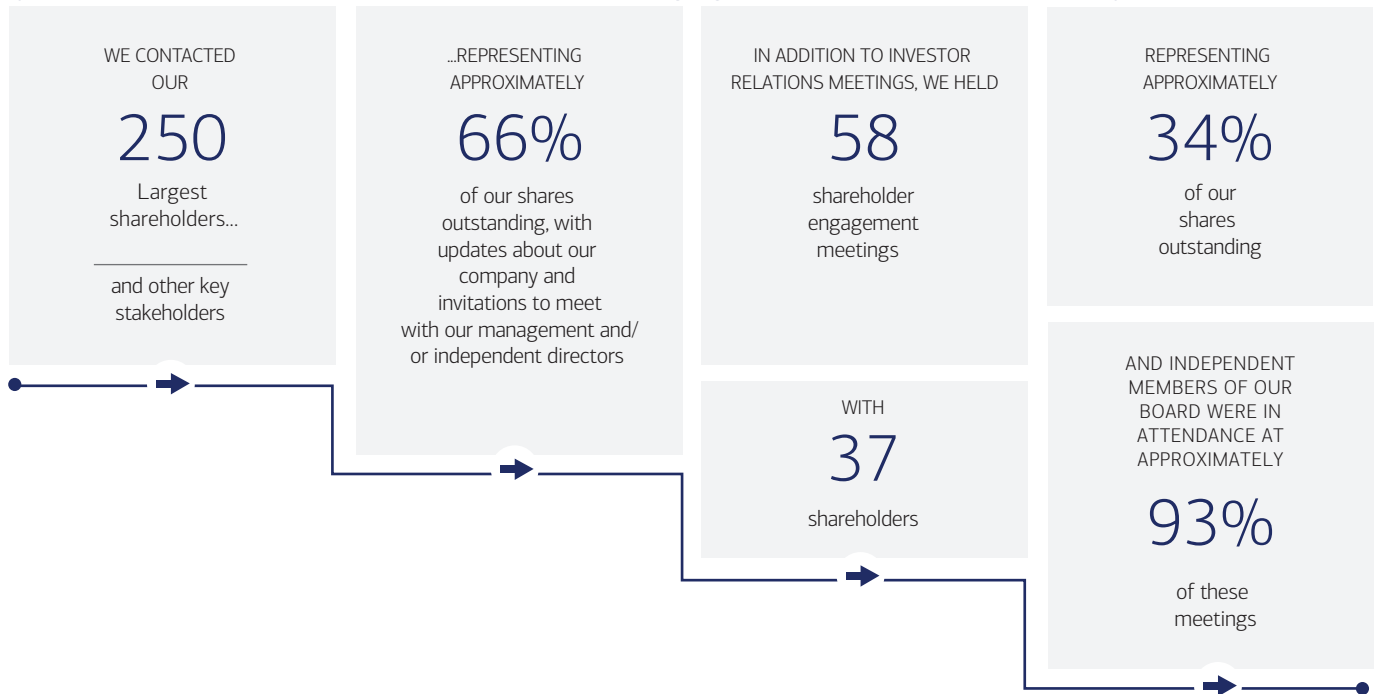 WE CONTACTED
OUR
250
Largest
shareholders...
and other key
stakeholders
...REPRESENTING
APPROXIMATELY
66%
of our shares
outstanding, with
updates about our
company and
invitations to meet
with our management and/
or independent directors
IN ADDITION TO INVESTOR
RELATIONS MEETINGS, WE HELD
58
shareholder
engagement
meetings
WITH
37
shareholders
REPRESENTING
APPROXIMATELY
34%
of our
shares
outstanding
AND INDEPENDENT
MEMBERS OF OUR
BOARD WERE IN
ATTENDANCE AT
APPROXIMATELY
93%
of these
meetings